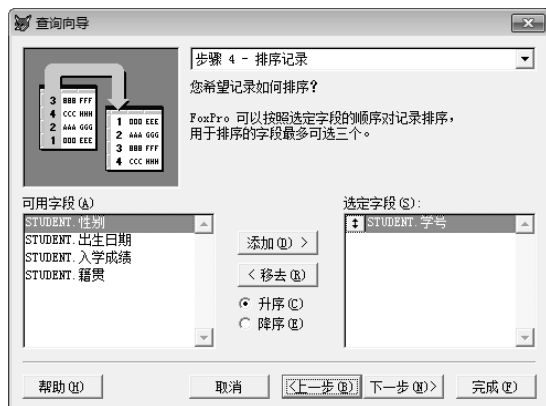 查询向导
步骤 4 - 排序记录
您希望记录如何排序?
FoxPro 可以按照选定字段的顺序对记录排序,
用于排序的字段最多可选三个。
3 BBB FFF
4 CCC HHH
2 AAA GGG
1 DDD EEE
1 DDD EEE
2 AAA GGG
3 BBB FFF
4 CCC HHH
可用字段(A)
STUDENT.性别
STUDENT.出生日期
STUDENT.入学成绩
STUDENT.籍贯
添加(D) >
< 移去(R)
升序(C)
降序(E)
选定字段(S):
STUDENT.学号
帮助(H)
取消
<上一步(B)
下一步(N)>
完成(F)